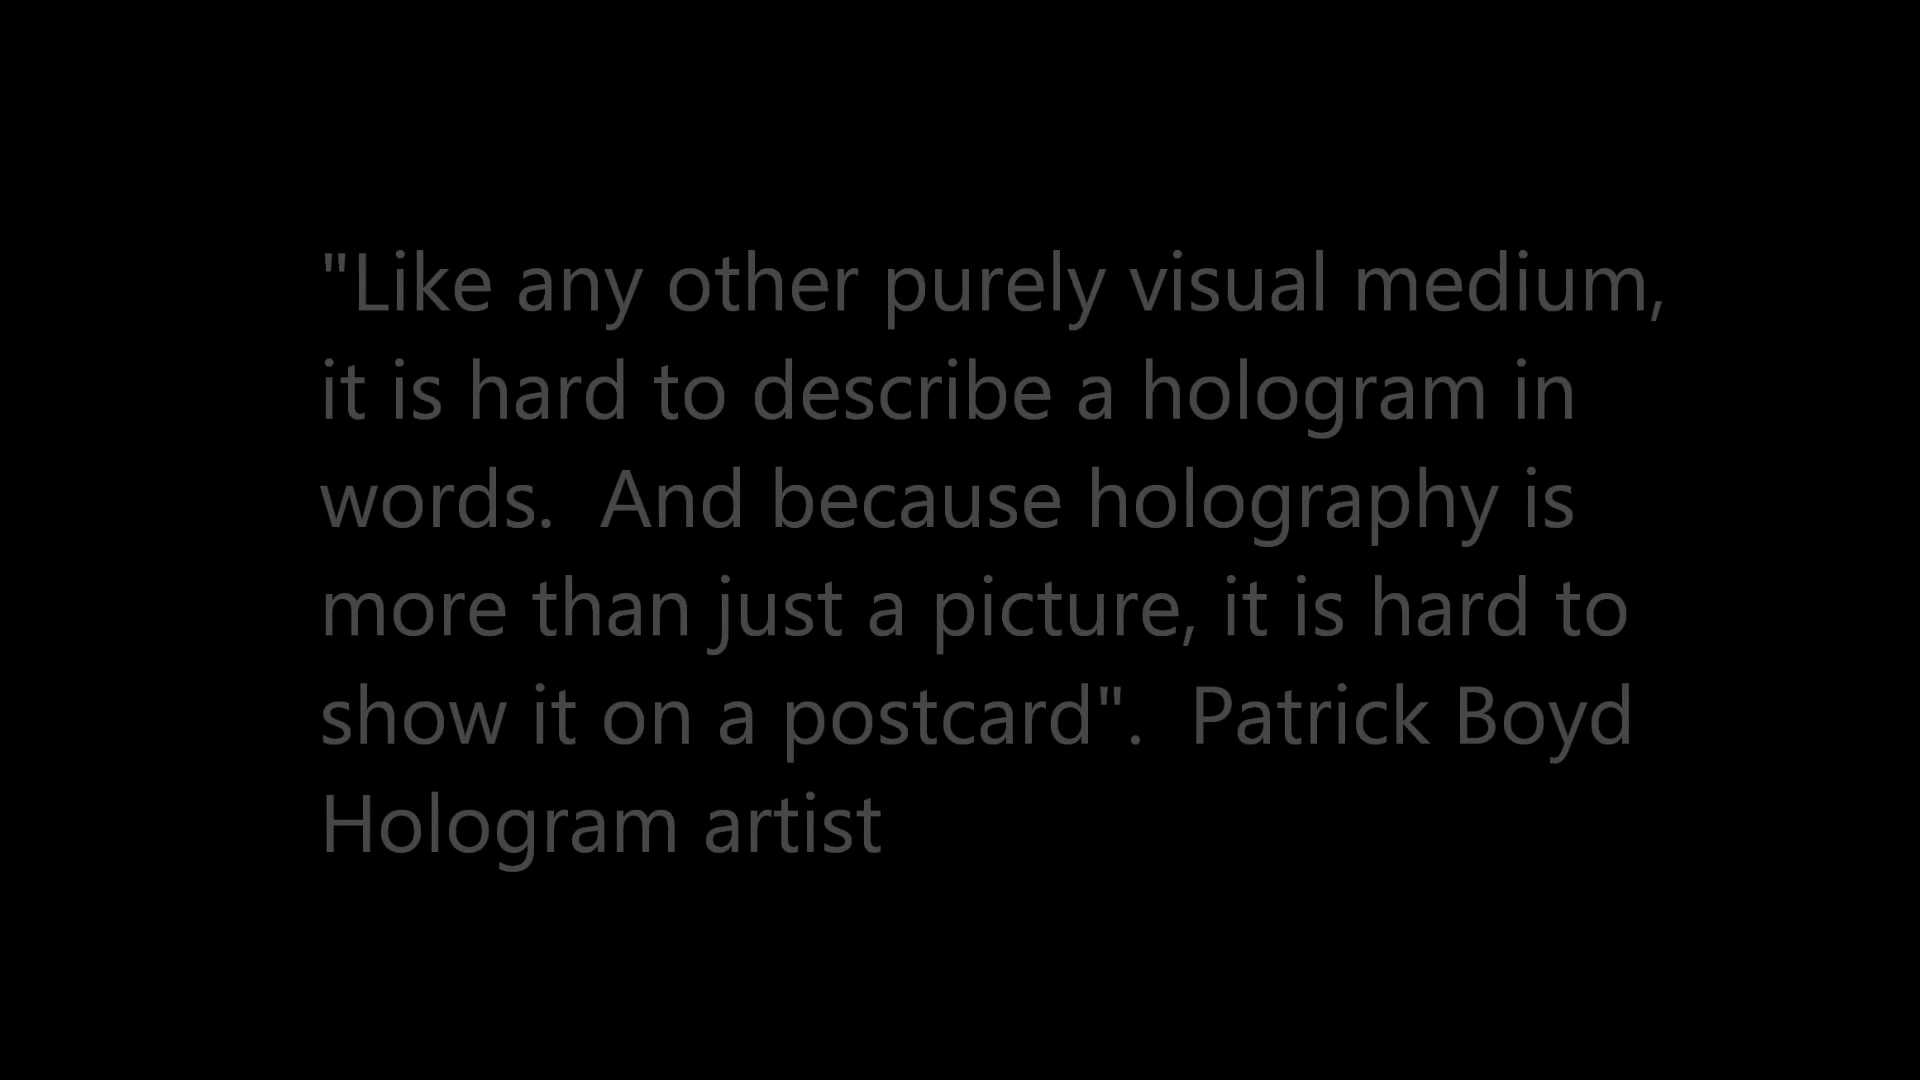 "Like any other purely visual medium,
it is hard to describe a hologram in
words.  And because holography is
more than just a picture, it is hard to
show it on a postcard".  Patrick Boyd
Hologram artist